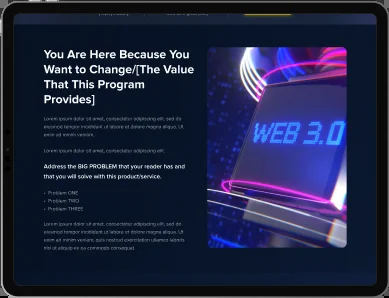 You Are Here Because You
Want to Change/[The Value
That This Program
Provides]
Lorem ipsum dolor sit amet, consectetur adipiscing elit, sed do
eiusmod tempor incididunt ut labore et dolore magna aliqua. Ut
enim ad minim veniam.
Lorem ipsum dolor sit amet, consectetur adipiscing elit.
Address the BIG PROBLEM that your reader has and
that you will solve with this product/service.
• Problem ONE
• Problem TWO
• Problem THREE
Lorem ipsum dolor sit amet, consectetur adipiscing elit, sed do
eiusmod tempor incididunt ut labore et dolore magna aliqua. Ut
enim ad minim veniam, quis nostrud exercitation ullamco laboris
nisi ut aliquip ex ea commodo consequat.
WEB 3.0